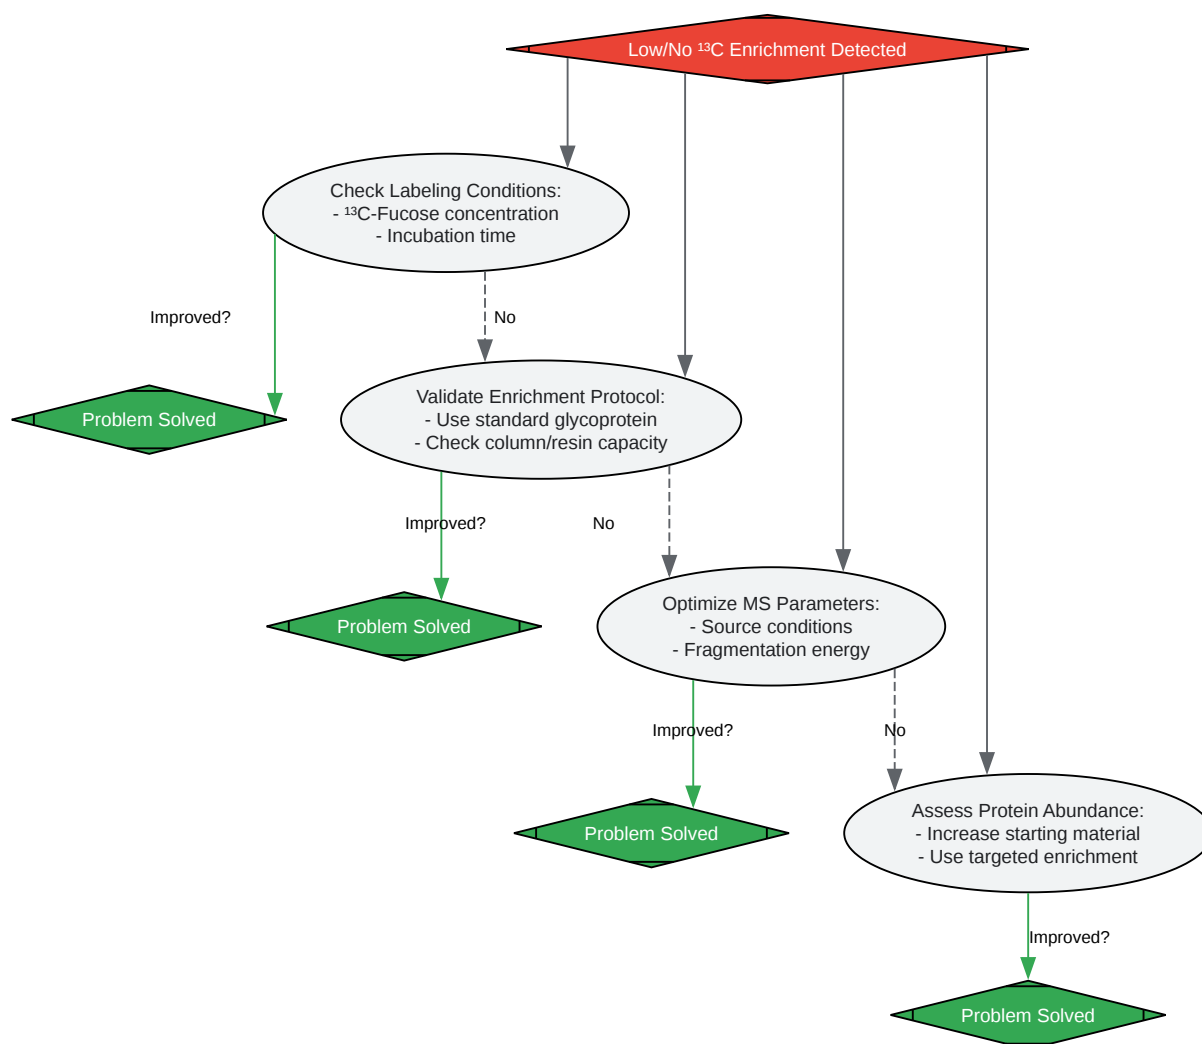 Low/No ¹³C Enrichment Detected
Check Labeling Conditions:
- ¹³C-Fucose concentration
- Incubation time
Improved?
No
Problem Solved
Validate Enrichment Protocol:
- Use standard glycoprotein
- Check column/resin capacity
Improved?
No
Problem Solved
Optimize MS Parameters:
- Source conditions
- Fragmentation energy
Improved?
No
Problem Solved
Assess Protein Abundance:
- Increase starting material
- Use targeted enrichment
Improved?
Problem Solved